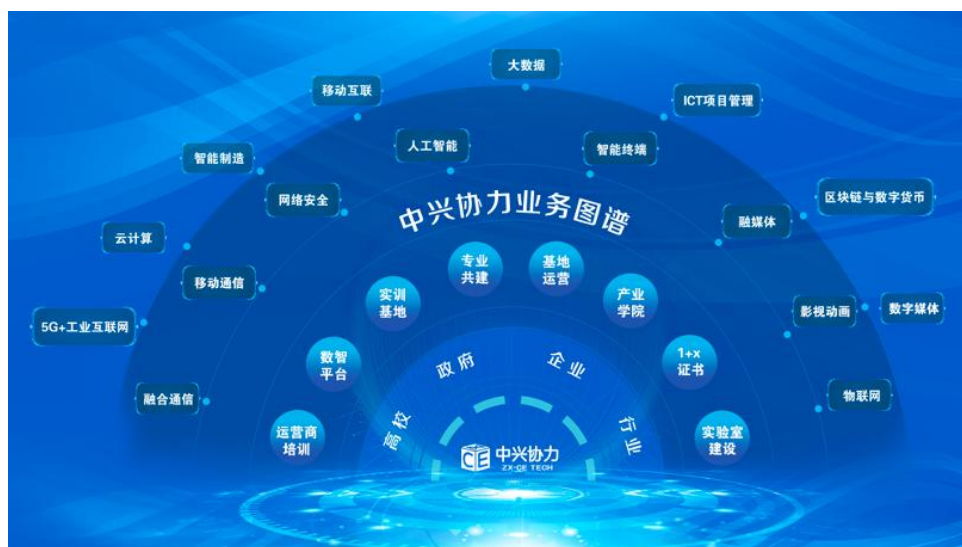 大数据
移动互联
ICT项目管理
人工智能
智能终端
智能制造
网络安全
区块链与数字货币
融媒体
云计算
移动通信
5G+工业互联网
影视动画
数字媒体
融合通信
物联网
中兴协力业务图谱
专业
共建
基地
运营
实训
基地
产业
学院
数智
平台
1+x
证书
运营商
培训
实验室
建设
政府
企业
高校
行业
CE
中兴协力
ZX-CE TECH